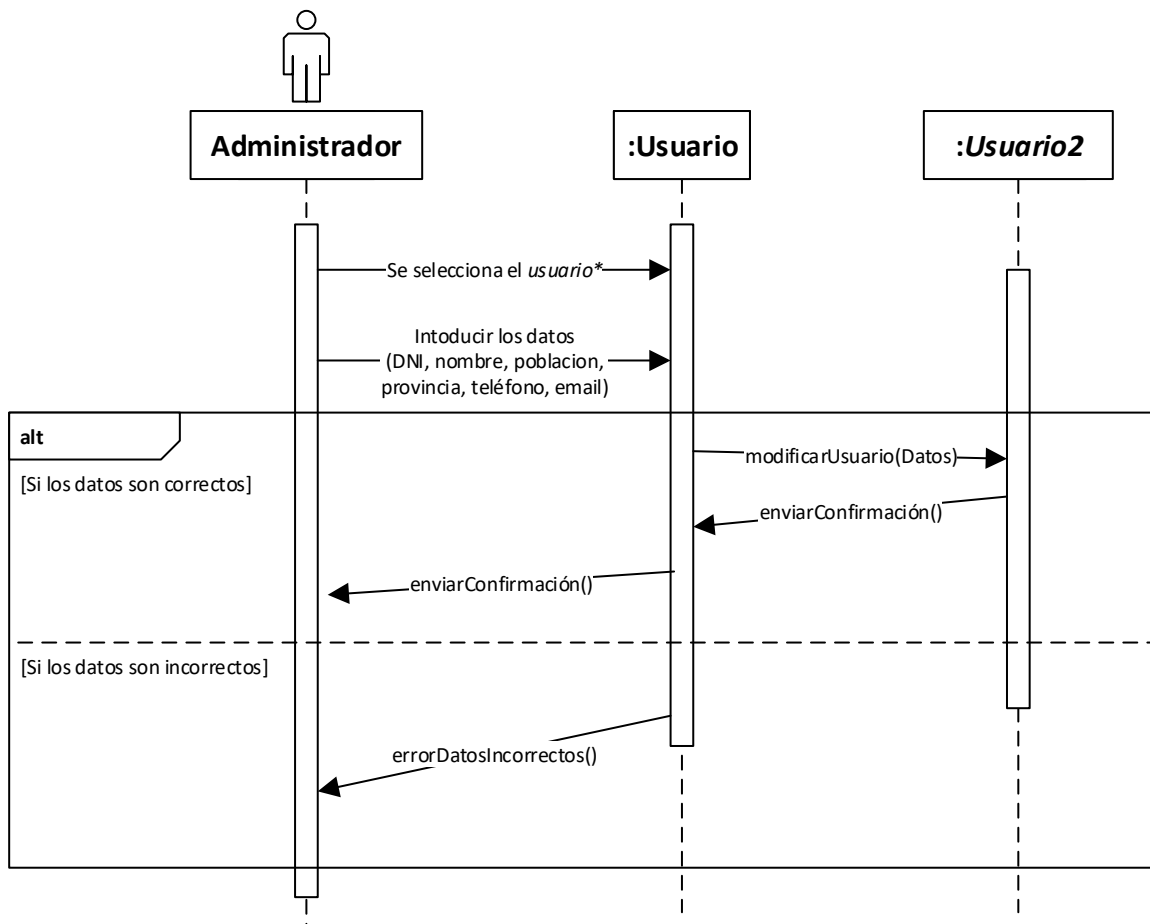 Administrador
:Usuario
:Usuario2
Se selecciona el usuario*
Intoducir los datos
(DNI, nombre, poblacion,
provincia, teléfono, email)
alt
modificarUsuario(Datos)
[Si los datos son correctos]
enviarConfirmación()
enviarConfirmación()
[Si los datos son incorrectos]
errorDatosIncorrectos()